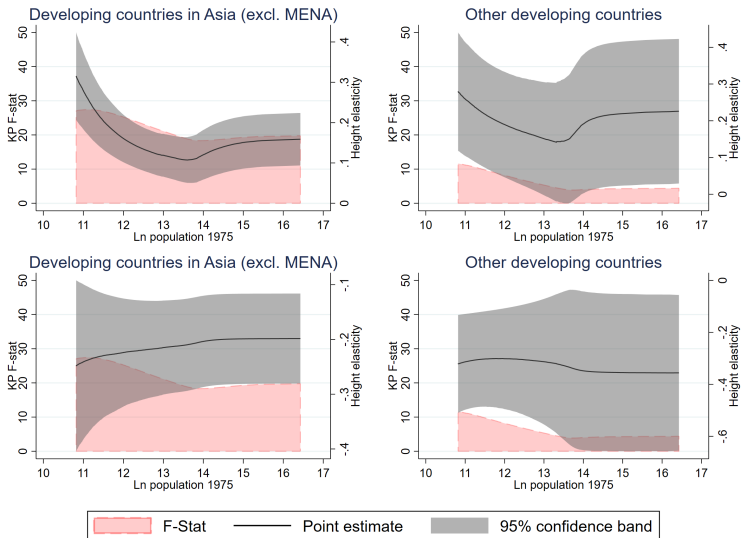 Developing countries in Asia (excl. MENA)
Other developing countries
KP F-stat
0 10 20 30 40 50
Height elasticity
0 .1 .2 .3 .4
10 11 12 13 14 15 16 17
Ln population 1975
KP F-stat
0 10 20 30 40 50
Height elasticity
0 .2 .4
10 11 12 13 14 15 16 17
Ln population 1975
Developing countries in Asia (excl. MENA)
Other developing countries
KP F-stat
0 10 20 30 40 50
Height elasticity
-.4 -.3 -.2 -.1
10 11 12 13 14 15 16 17
Ln population 1975
KP F-stat
0 10 20 30 40 50
Height elasticity
-.6 -.4 -.2 0
10 11 12 13 14 15 16 17
Ln population 1975
F-Stat
Point estimate
95% confidence band